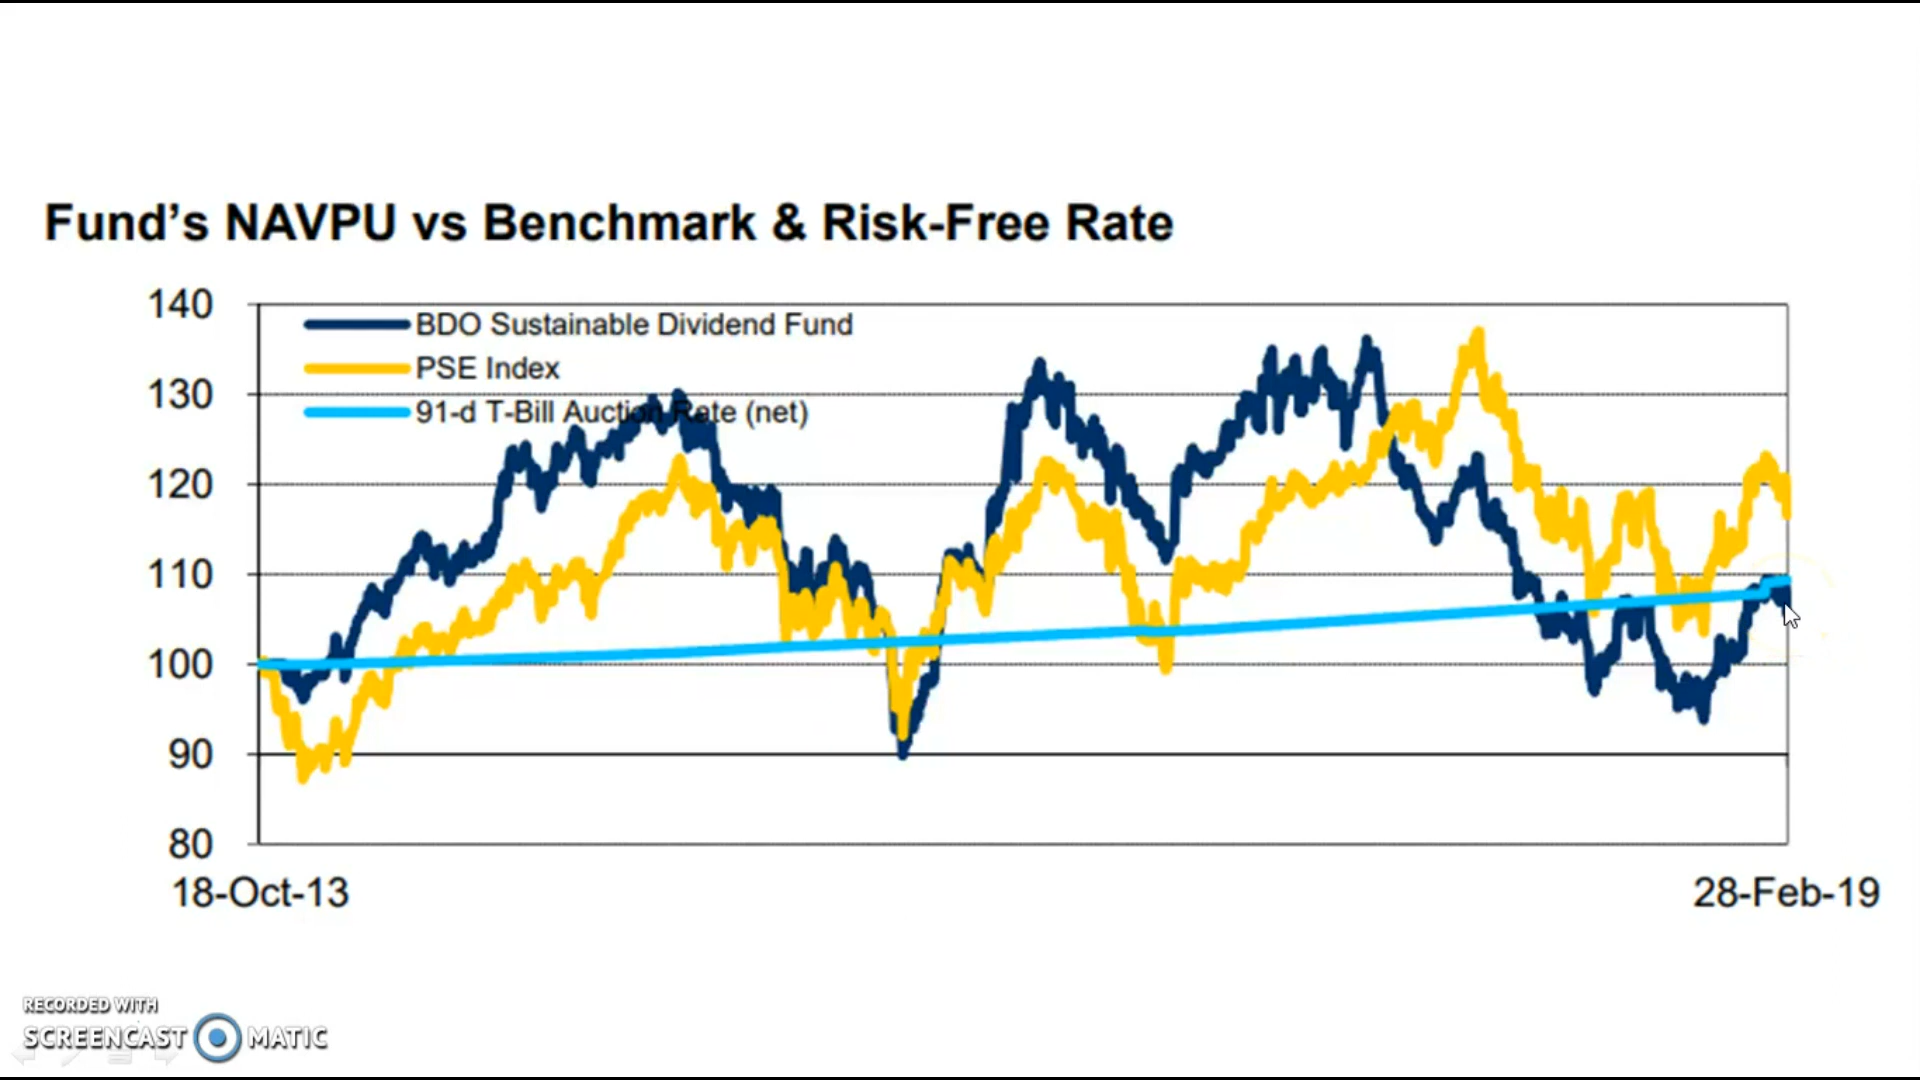 Fund's NAVPU vs Benchmark & Risk-Free Rate
140
BDO Sustainable Dividend Fund
PSE Index
130
91-d T-Bill Auction Rate (net)
120
110
100
90
80
18-Oct-13
28-Feb-19
RECORDED WITH
SCREENCAST MATIC